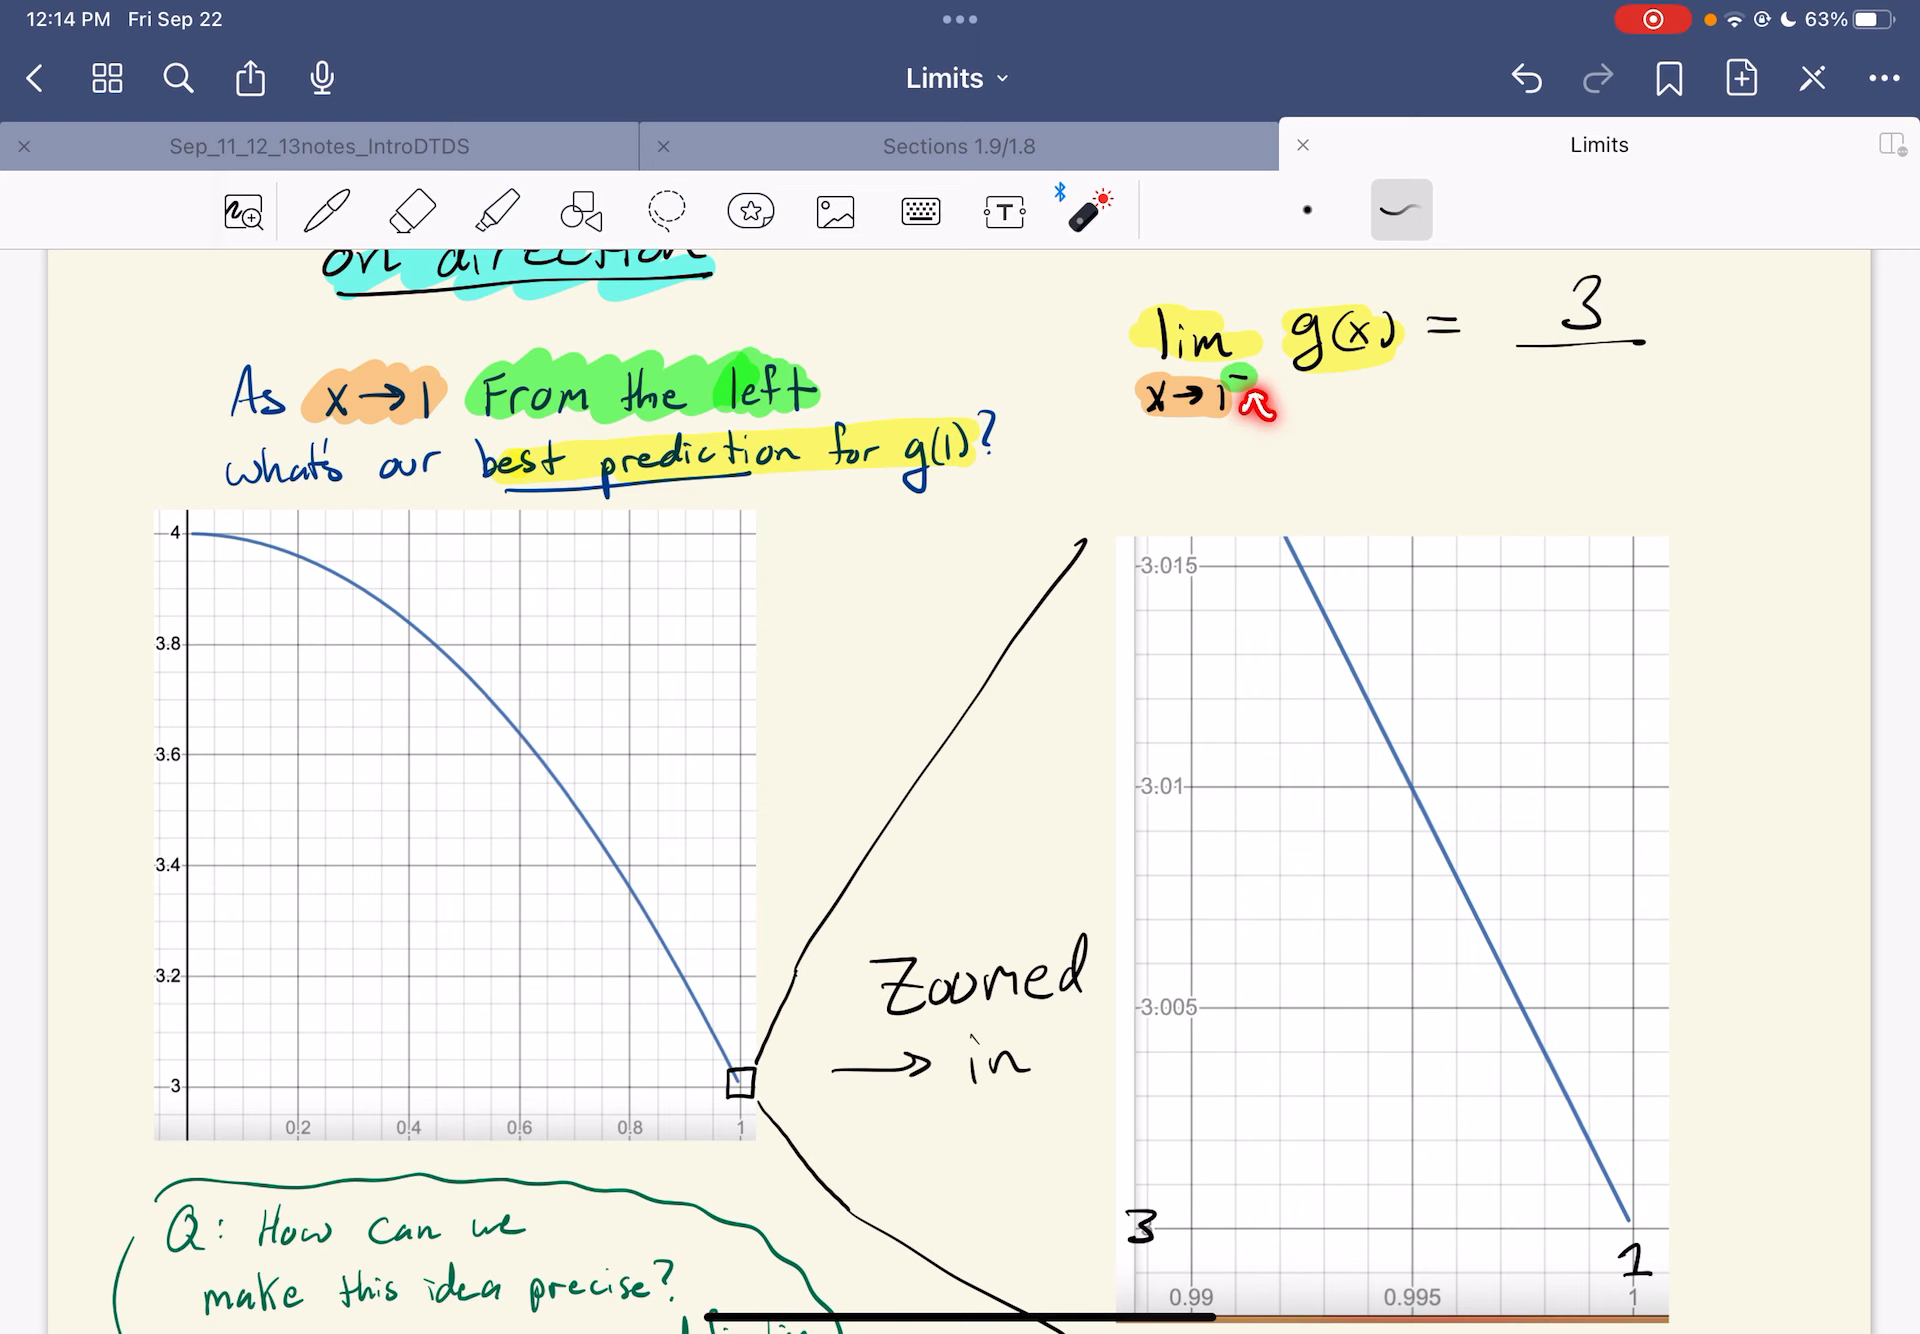 12:14 PM Fri Sep 22
63%
Limits
Sep_11_12_13notes_IntroDTDS
Sections 1.9/1.8
Limits
T
on direction
lim g(x) = 3
x→1⁻
As x→1 From the left
what's our best prediction for g(1)?
4
3.8
3.6
3.4
3.2
3
0.2 0.4 0.6 0.8 1
Zoomed
→ in
3.015
3.01
3.005
3
1
0.99 0.995 1
Q: How can we
make this idea precise?